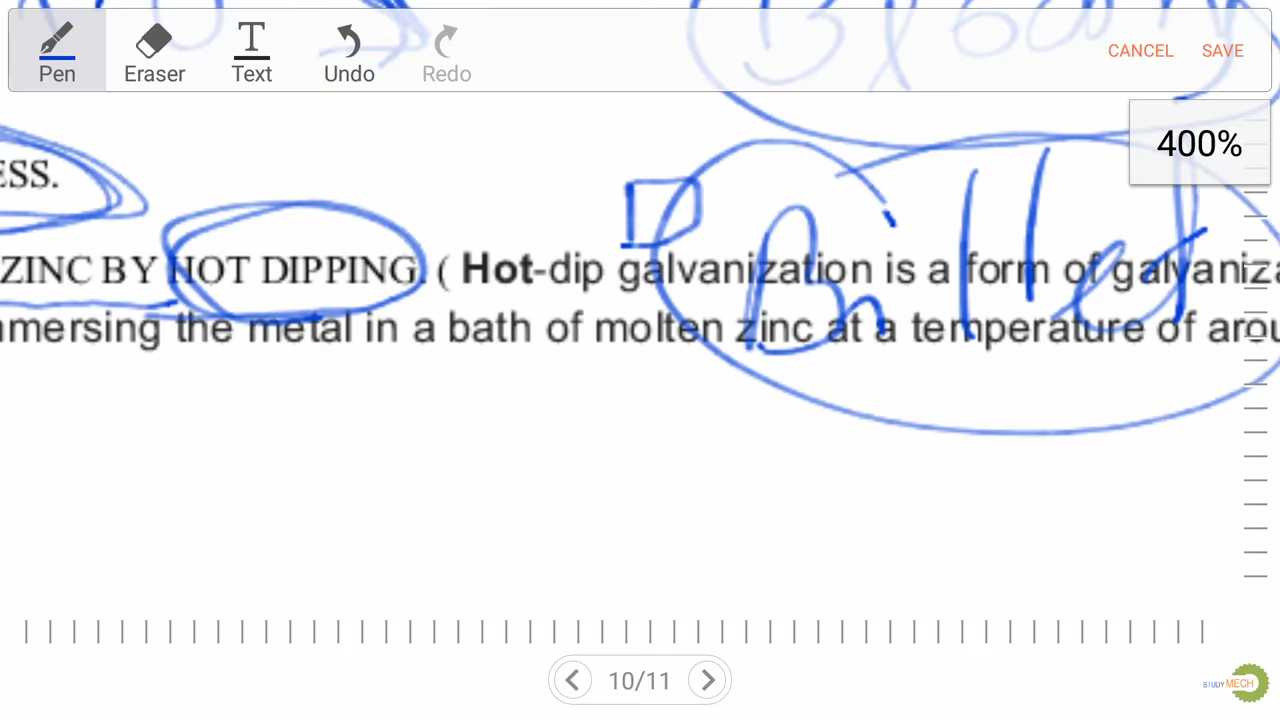 Pen Eraser Text Undo Redo CANCEL SAVE
400%
ESS.
ZINC BY HOT DIPPING. ( Hot-dip galvanization is a form of galvaniza
mmersing the metal in a bath of molten zinc at a temperature of arou
Billet
10/11
STUDY MECH